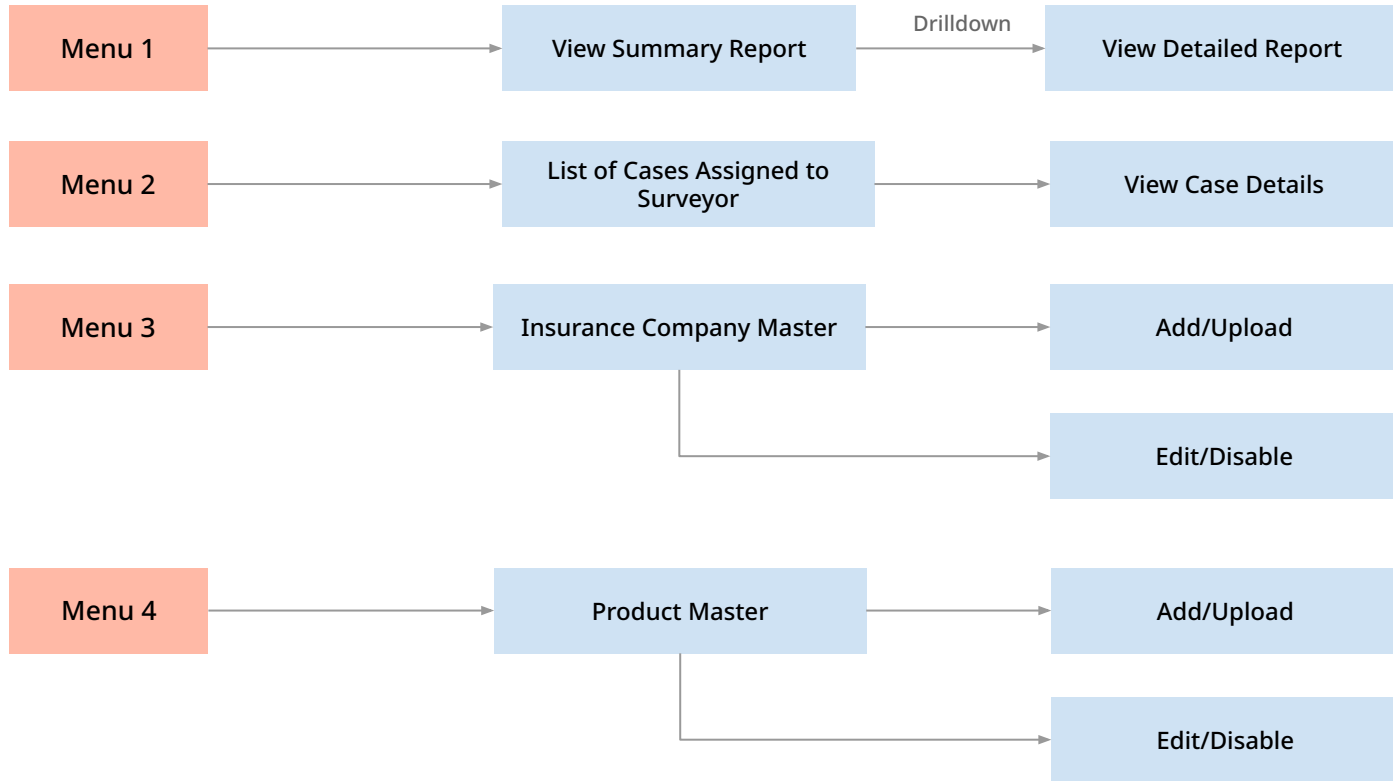 Menu 1
View Summary Report
Drilldown
View Detailed Report
Menu 2
List of Cases Assigned to
Surveyor
View Case Details
Menu 3
Insurance Company Master
Add/Upload
Edit/Disable
Menu 4
Product Master
Add/Upload
Edit/Disable